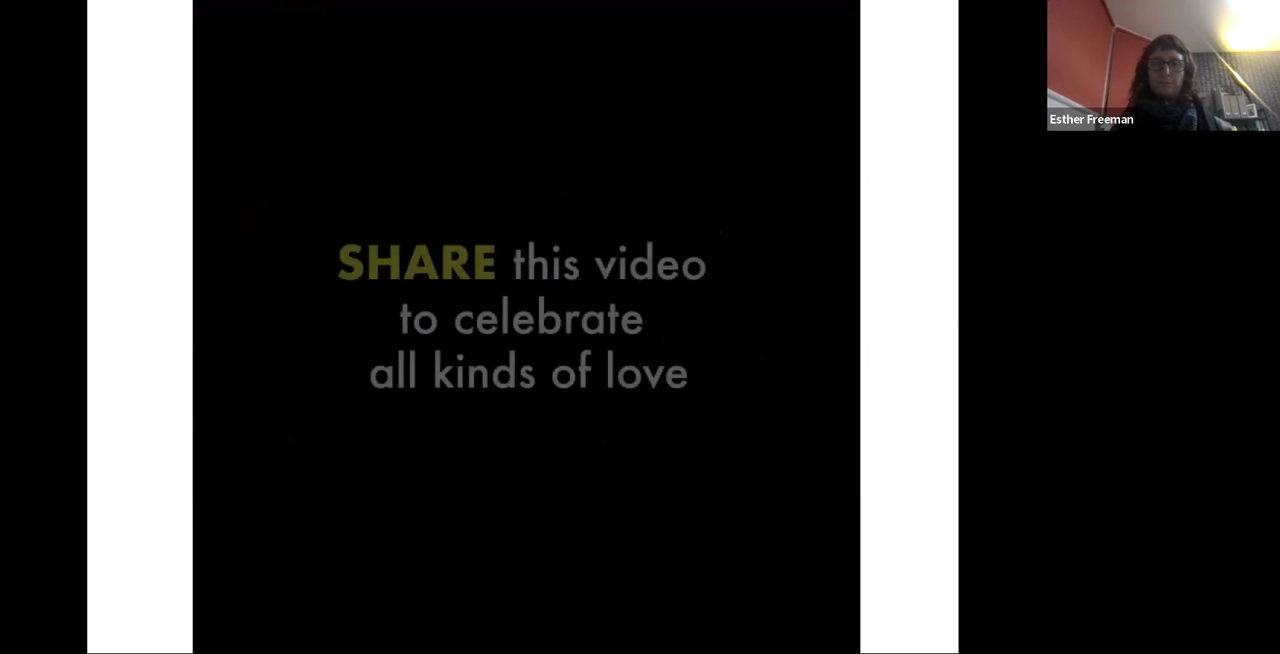 SHARE this video
to celebrate
all kinds of love
Esther Freeman